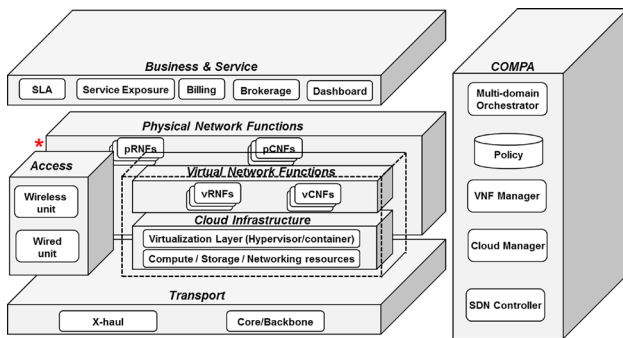 Business & Service
SLA
Service Exposure
Billing
Brokerage
Dashboard
*
Physical Network Functions
pRNFs
pCNFs
Access
Wireless
unit
Wired
unit
Virtual Network Functions
vRNFs
vCNFs
Cloud Infrastructure
Virtualization Layer (Hypervisor/container)
Compute / Storage / Networking resources
Transport
X-haul
Core/Backbone
COMPA
Multi-domain
Orchestrator
Policy
VNF Manager
Cloud Manager
SDN Controller